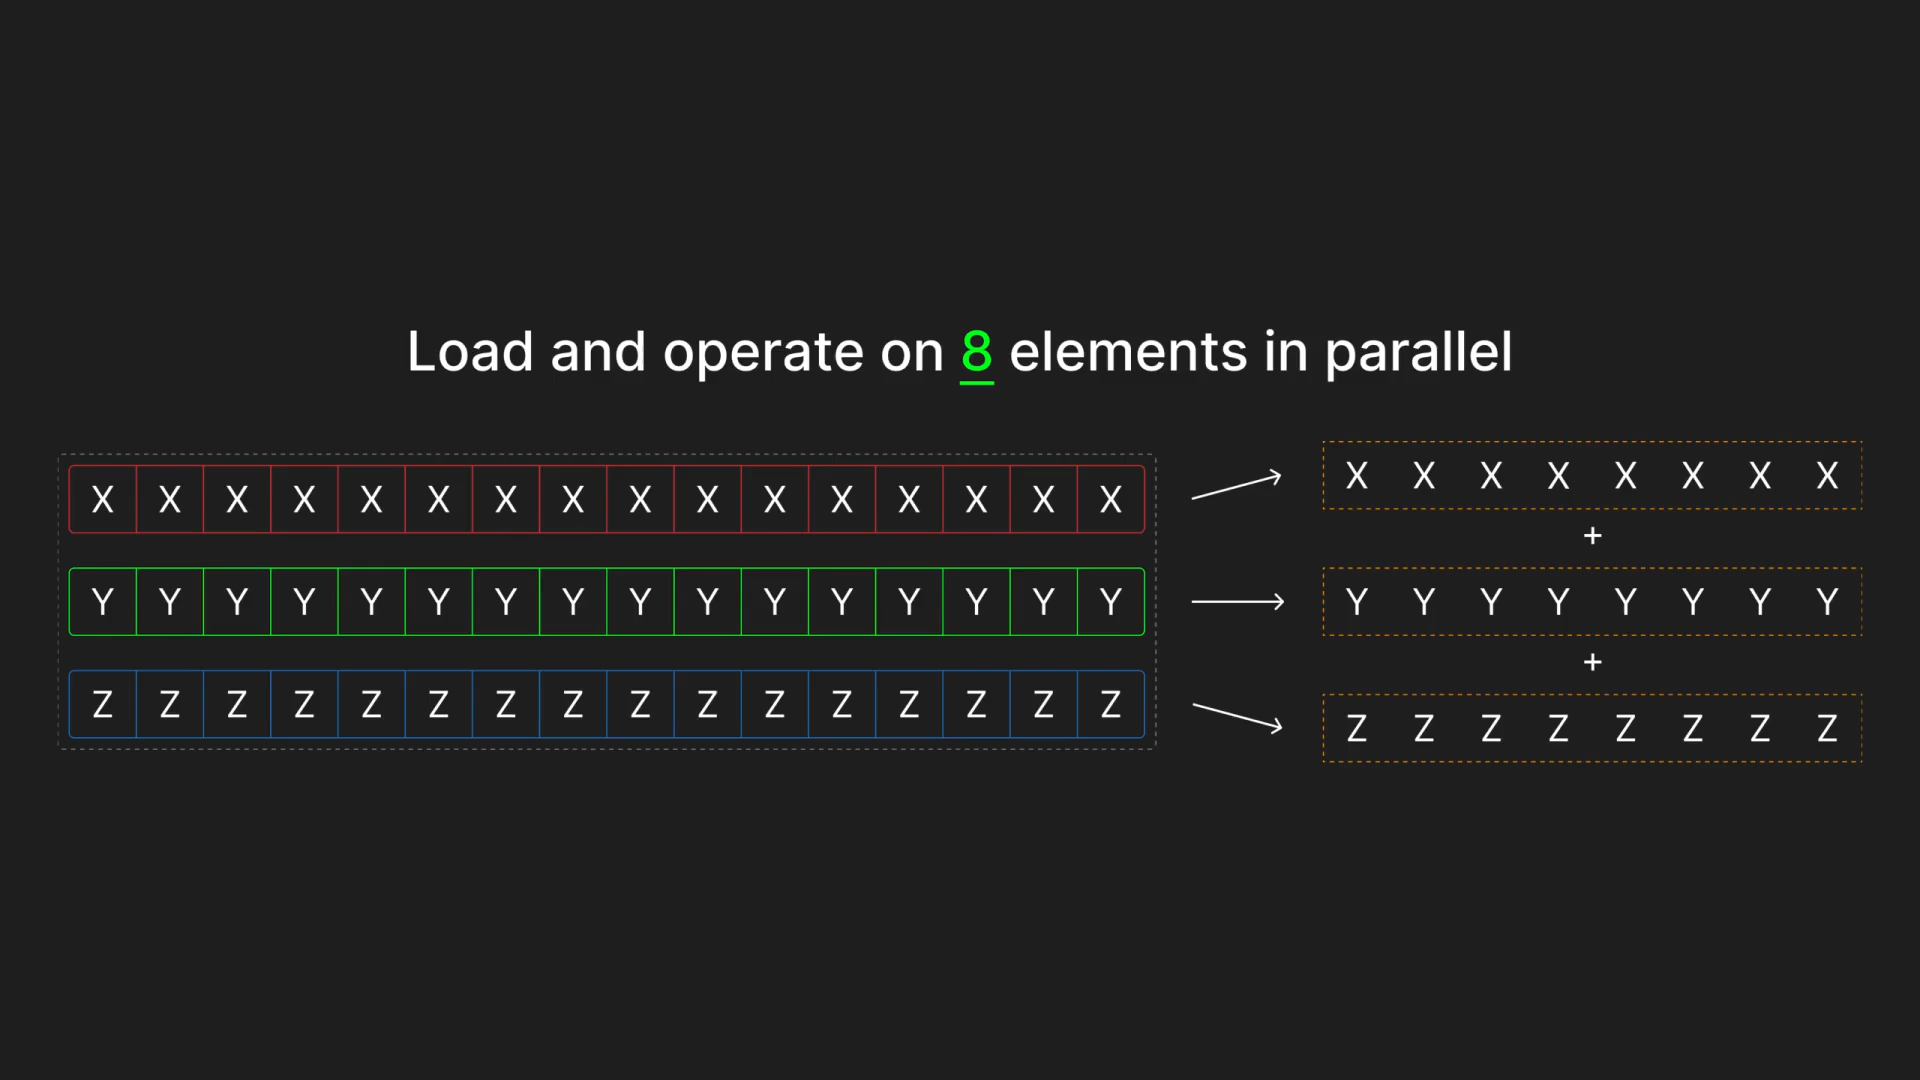 Load and operate on 8 elements in parallel
X X X X X X X X X X X X X X X X
Y Y Y Y Y Y Y Y Y Y Y Y Y Y Y Y
Z Z Z Z Z Z Z Z Z Z Z Z Z Z Z Z
X X X X X X X X
+
Y Y Y Y Y Y Y Y
+
Z Z Z Z Z Z Z Z